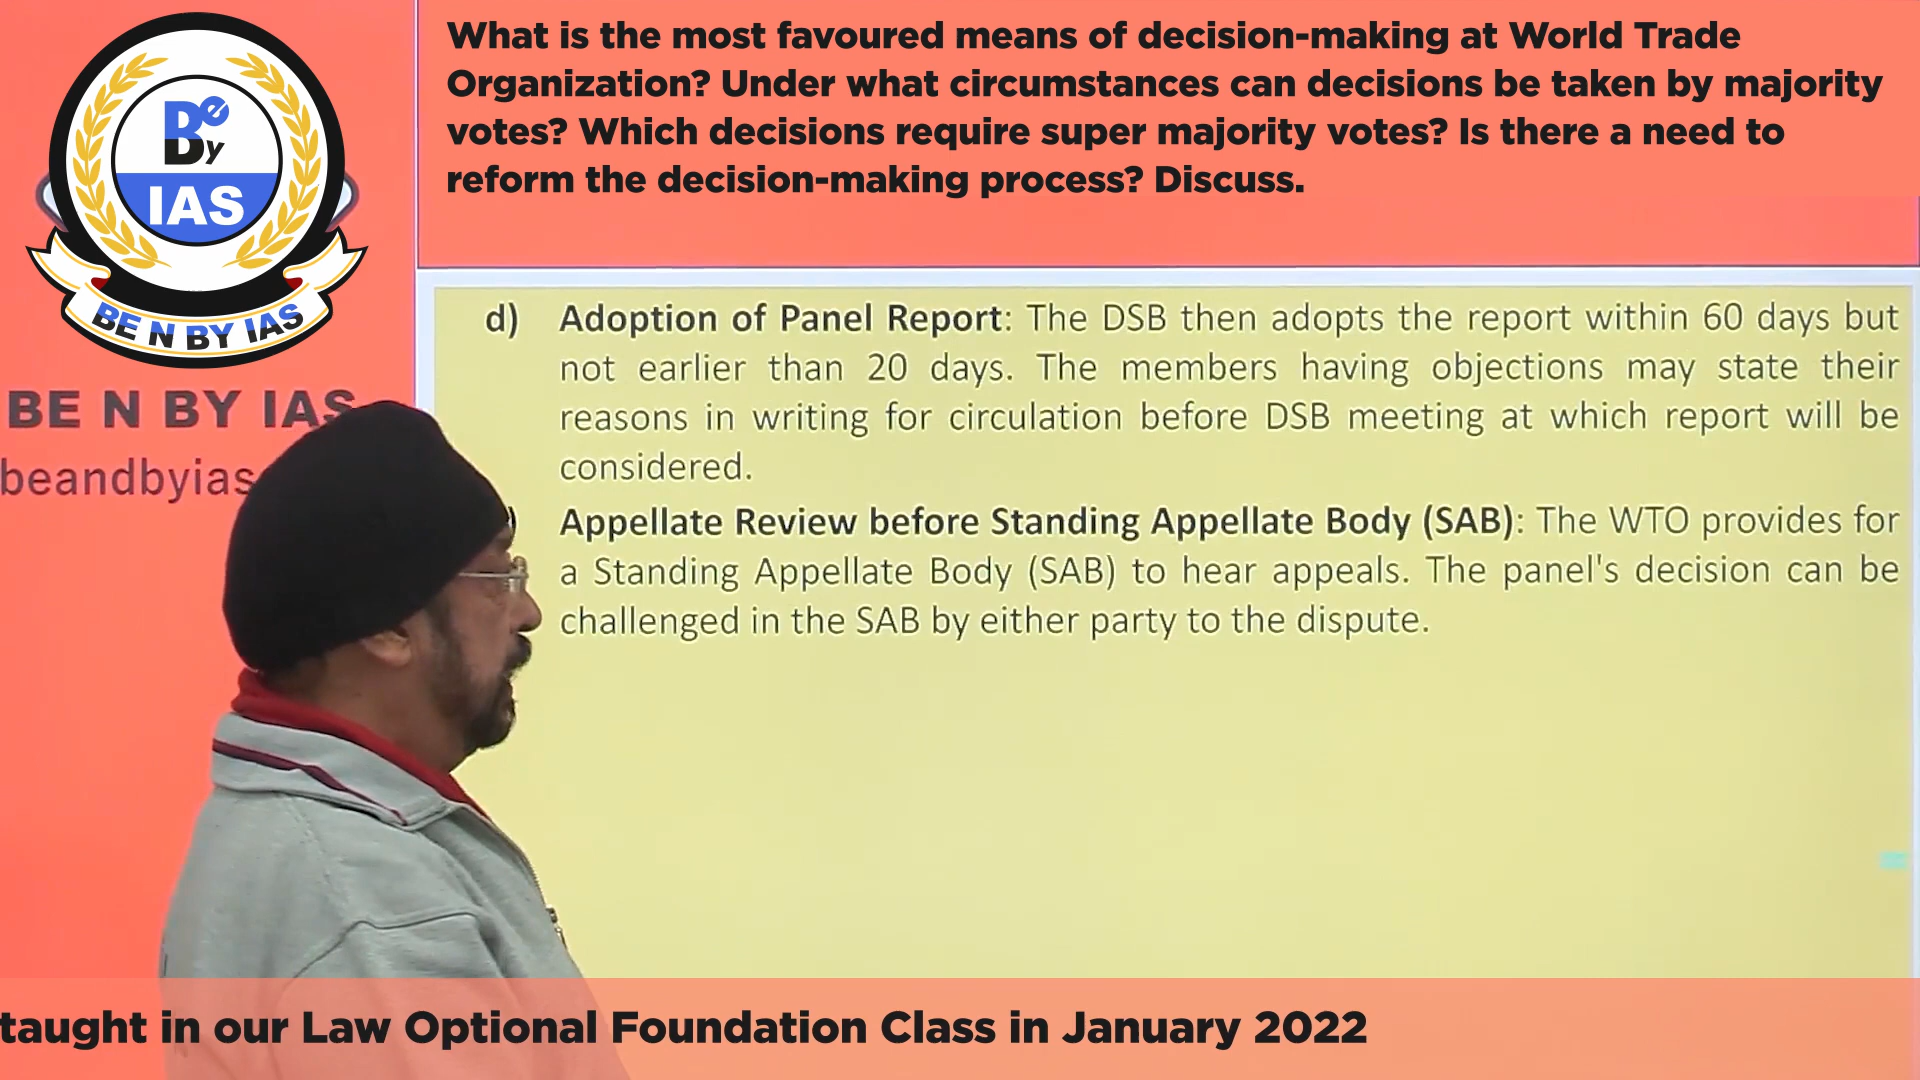 What is the most favoured means of decision-making at World Trade
Organization? Under what circumstances can decisions be taken by majority
votes? Which decisions require super majority votes? Is there a need to
reform the decision-making process? Discuss.
Be
By
IAS
BE N BY IAS
BE N BY IAS
beandbyias
d) Adoption of Panel Report: The DSB then adopts the report within 60 days but
not earlier than 20 days. The members having objections may state their
reasons in writing for circulation before DSB meeting at which report will be
considered.
) Appellate Review before Standing Appellate Body (SAB): The WTO provides for
a Standing Appellate Body (SAB) to hear appeals. The panel's decision can be
challenged in the SAB by either party to the dispute.
taught in our Law Optional Foundation Class in January 2022